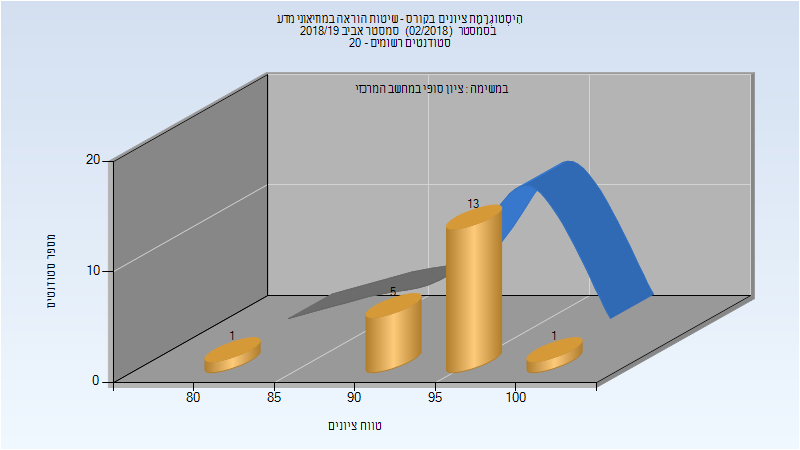 היסטוגרמת ציונים בקורס - שיטות הוראה במוזיאוני מדע
בסמסטר (02/2018) סמסטר אביב 2018/19
סטודנטים רשומים - 20
במשימה : ציון סופי במחשב המרכזי
20
10
0
מספר סטודנטים
1
5
13
1
80
85
90
95
100
טווח ציונים